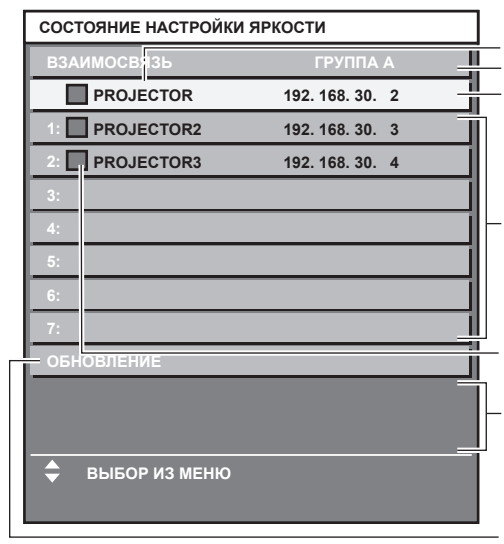 СОСТОЯНИЕ НАСТРОЙКИ ЯРКОСТИ
ВЗАИМОСВЯЗЬ ГРУППА A
PROJECTOR 192. 168. 30. 2
1: PROJECTOR2 192. 168. 30. 3
2: PROJECTOR3 192. 168. 30. 4
3:
4:
5:
6:
7:
ОБНОВЛЕНИЕ
ВЫБОР ИЗ МЕНЮ